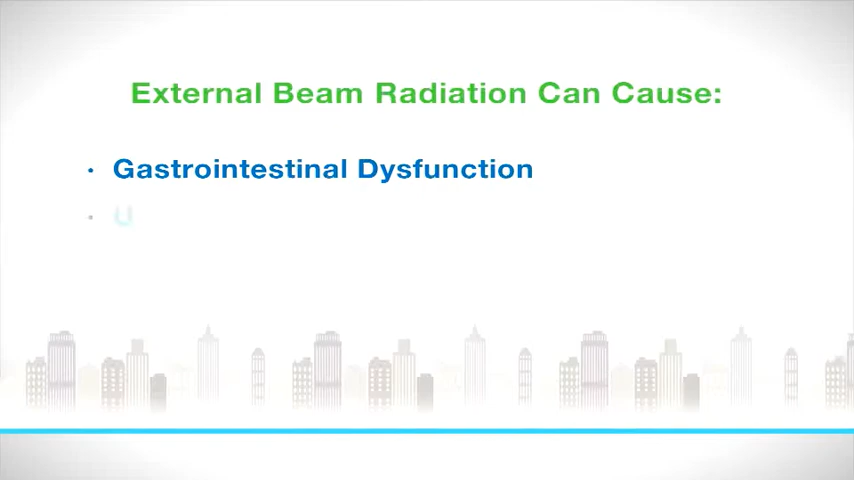 External Beam Radiation Can Cause:
· Gastrointestinal Dysfunction
· U